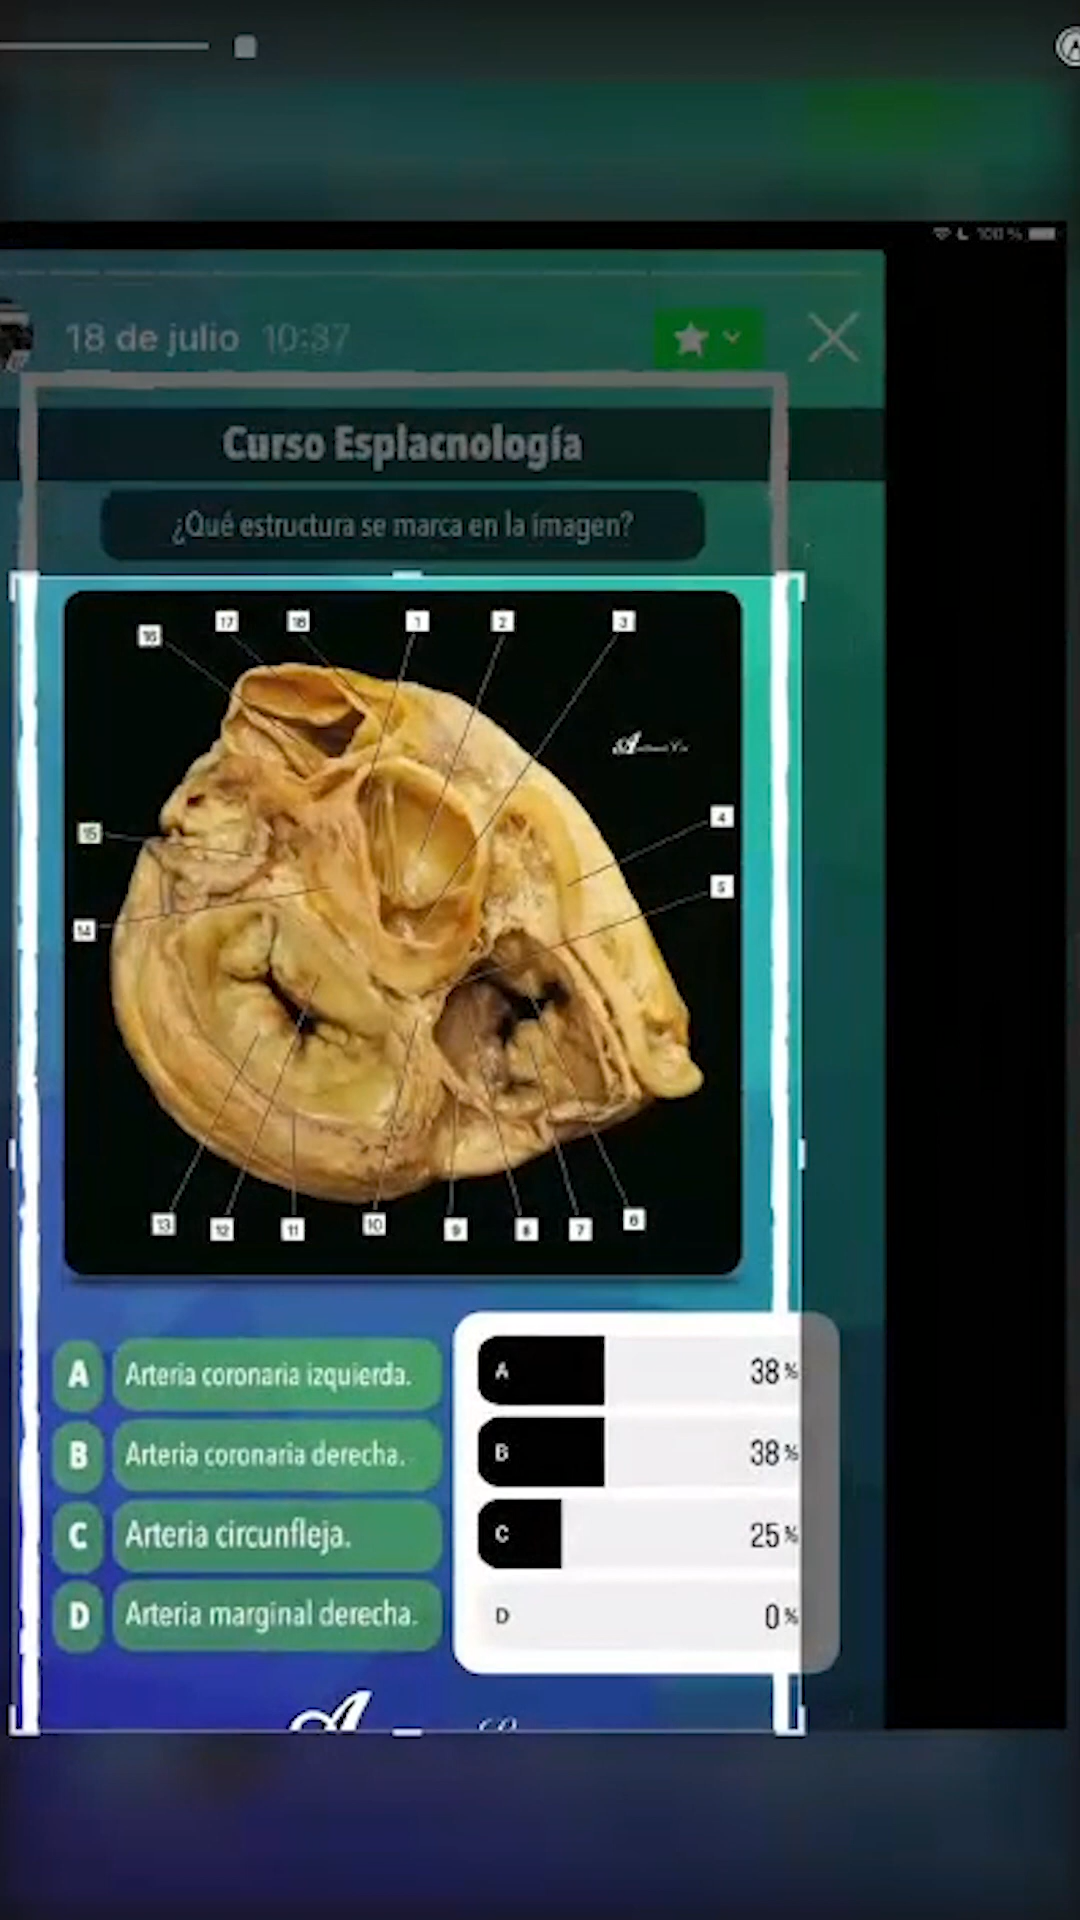 100 %
18 de julio 10:37
Curso Esplacnología
¿Qué estructura se marca en la imagen?
16
17
18
1
2
3
4
15
5
14
13
12
11
10
9
8
7
6
A Arteria coronaria izquierda.
A 38%
B Arteria coronaria derecha.
B 38%
C Arteria circunfleja.
C 25%
D Arteria marginal derecha.
D 0%